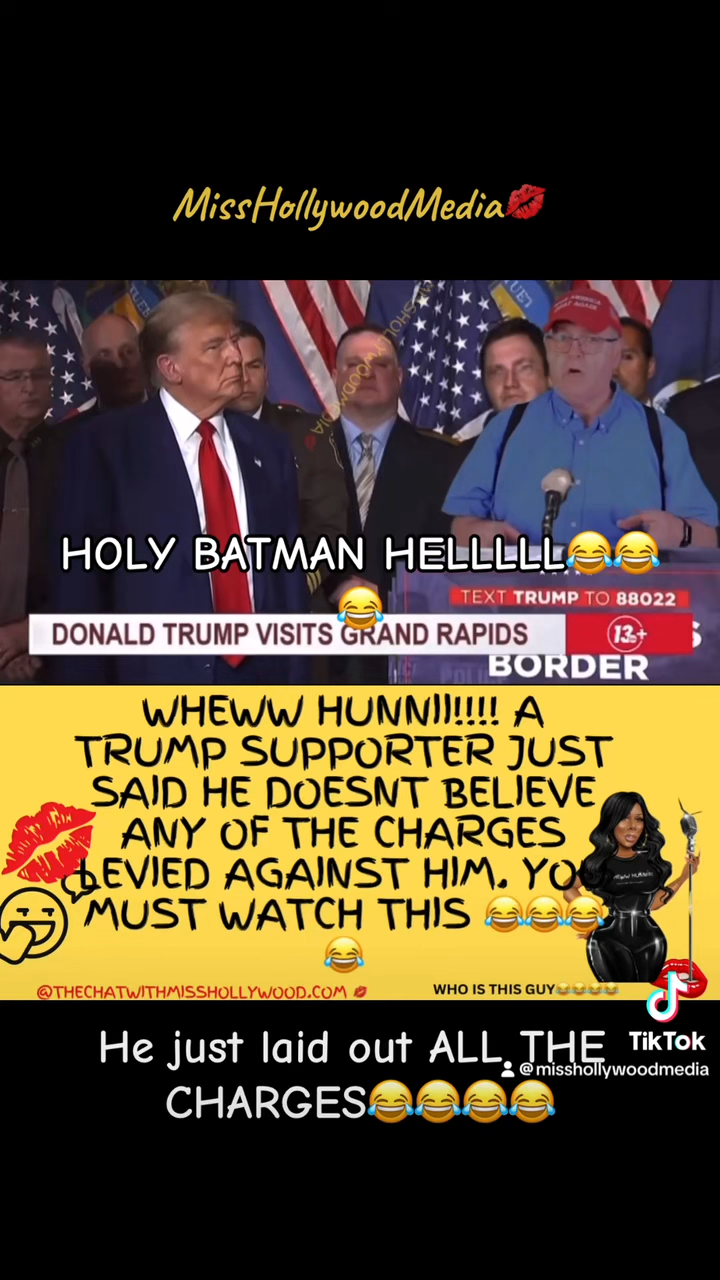 MissHollywoodMedia💋
HOLY BATMAN HELLLLL😂😂
😂
TEXT TRUMP TO 88022
DONALD TRUMP VISITS GRAND RAPIDS
13+
BORDER
WHEWW HUNNII!!!! A
TRUMP SUPPORTER JUST
SAID HE DOESNT BELIEVE
ANY OF THE CHARGES
LEVIED AGAINST HIM. YOU
MUST WATCH THIS 😂😂😂
😂
@THECHATWITHMISSHOLLYWOOD.COM 💋
WHO IS THIS GUY😂😂😂😂
He just laid out ALL THE
CHARGES😂😂😂😂
TikTok
@misshollywoodmedia